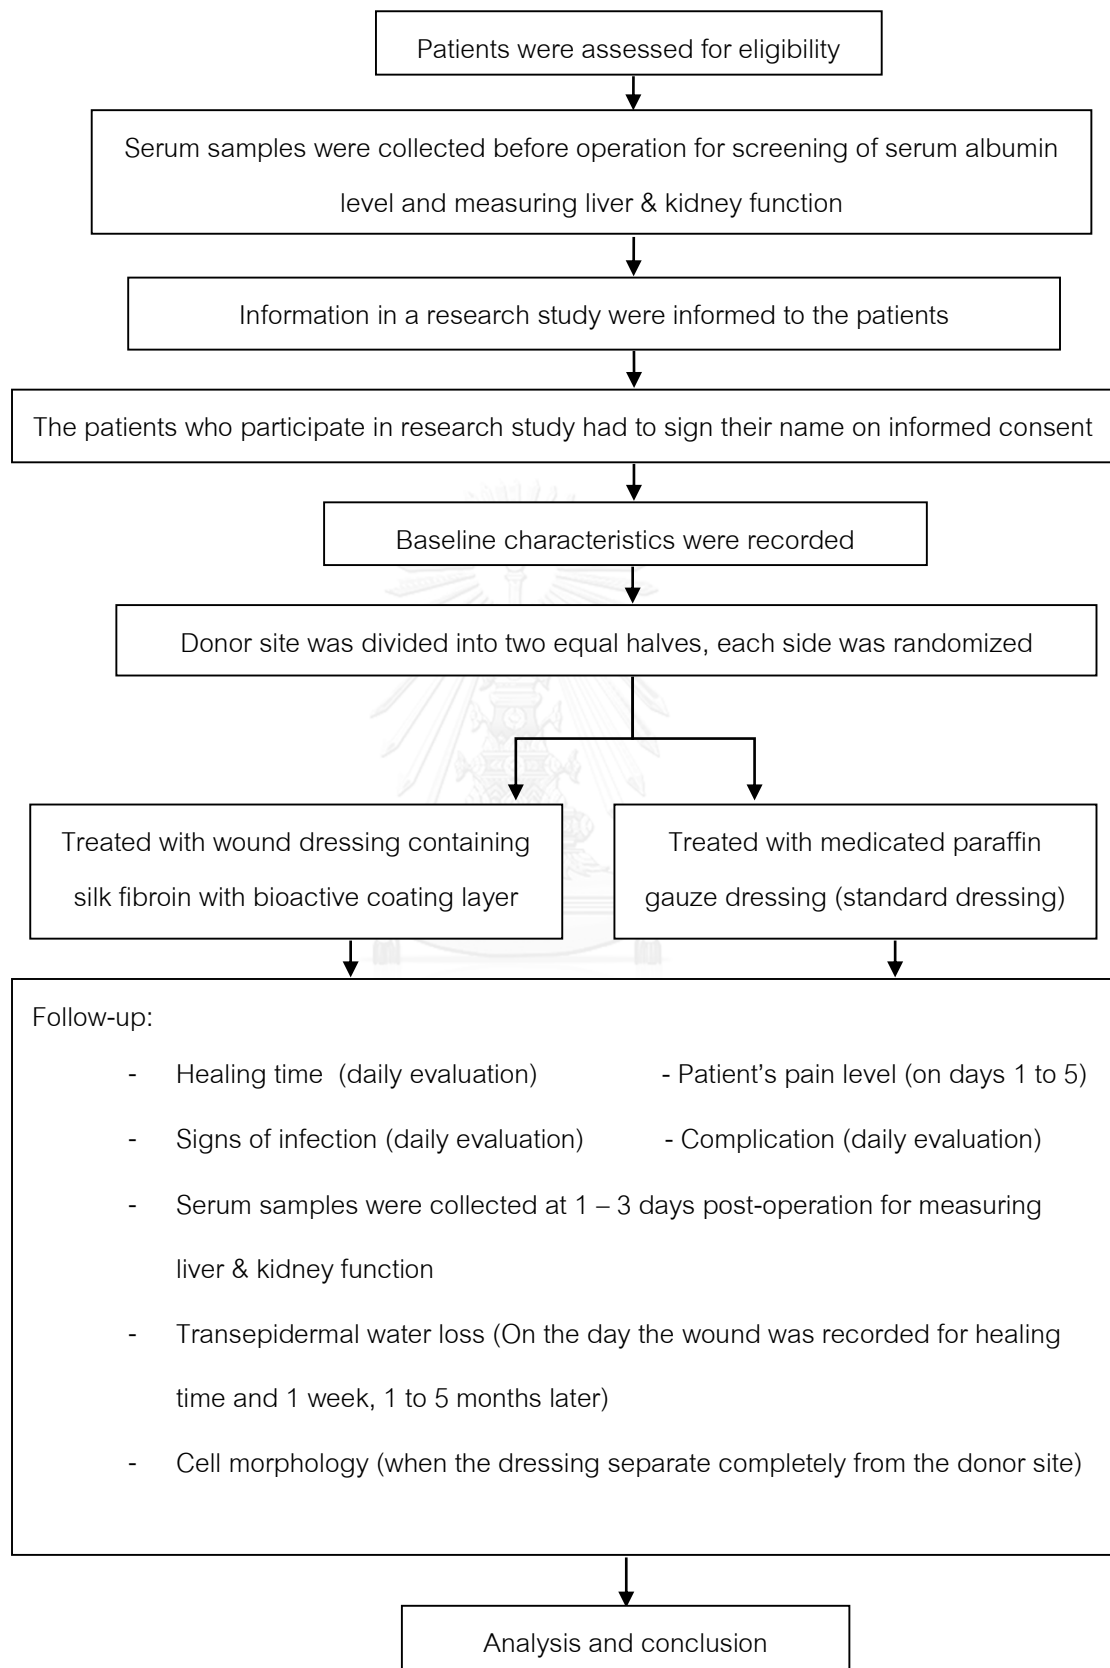 Patients were assessed for eligibility
Serum samples were collected before operation for screening of serum albumin
level and measuring liver & kidney function
Information in a research study were informed to the patients
The patients who participate in research study had to sign their name on informed consent
Baseline characteristics were recorded
Donor site was divided into two equal halves, each side was randomized
Treated with wound dressing containing
silk fibroin with bioactive coating layer
Treated with medicated paraffin
gauze dressing (standard dressing)
Follow-up:
- Healing time (daily evaluation) - Patient's pain level (on days 1 to 5)
- Signs of infection (daily evaluation) - Complication (daily evaluation)
- Serum samples were collected at 1 – 3 days post-operation for measuring
liver & kidney function
- Transepidermal water loss (On the day the wound was recorded for healing
time and 1 week, 1 to 5 months later)
- Cell morphology (when the dressing separate completely from the donor site)
Analysis and conclusion